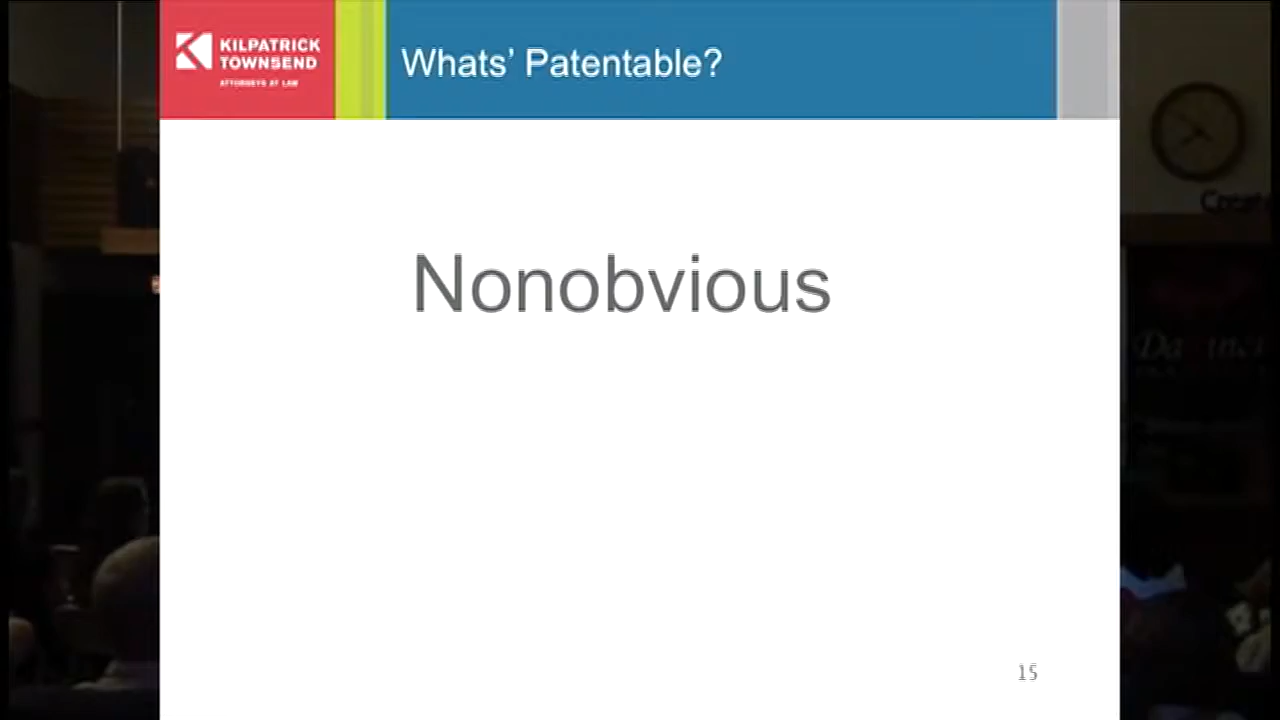 KILPATRICK
TOWNSEND
ATTORNEYS AT LAW
Whats’ Patentable?
Nonobvious
15